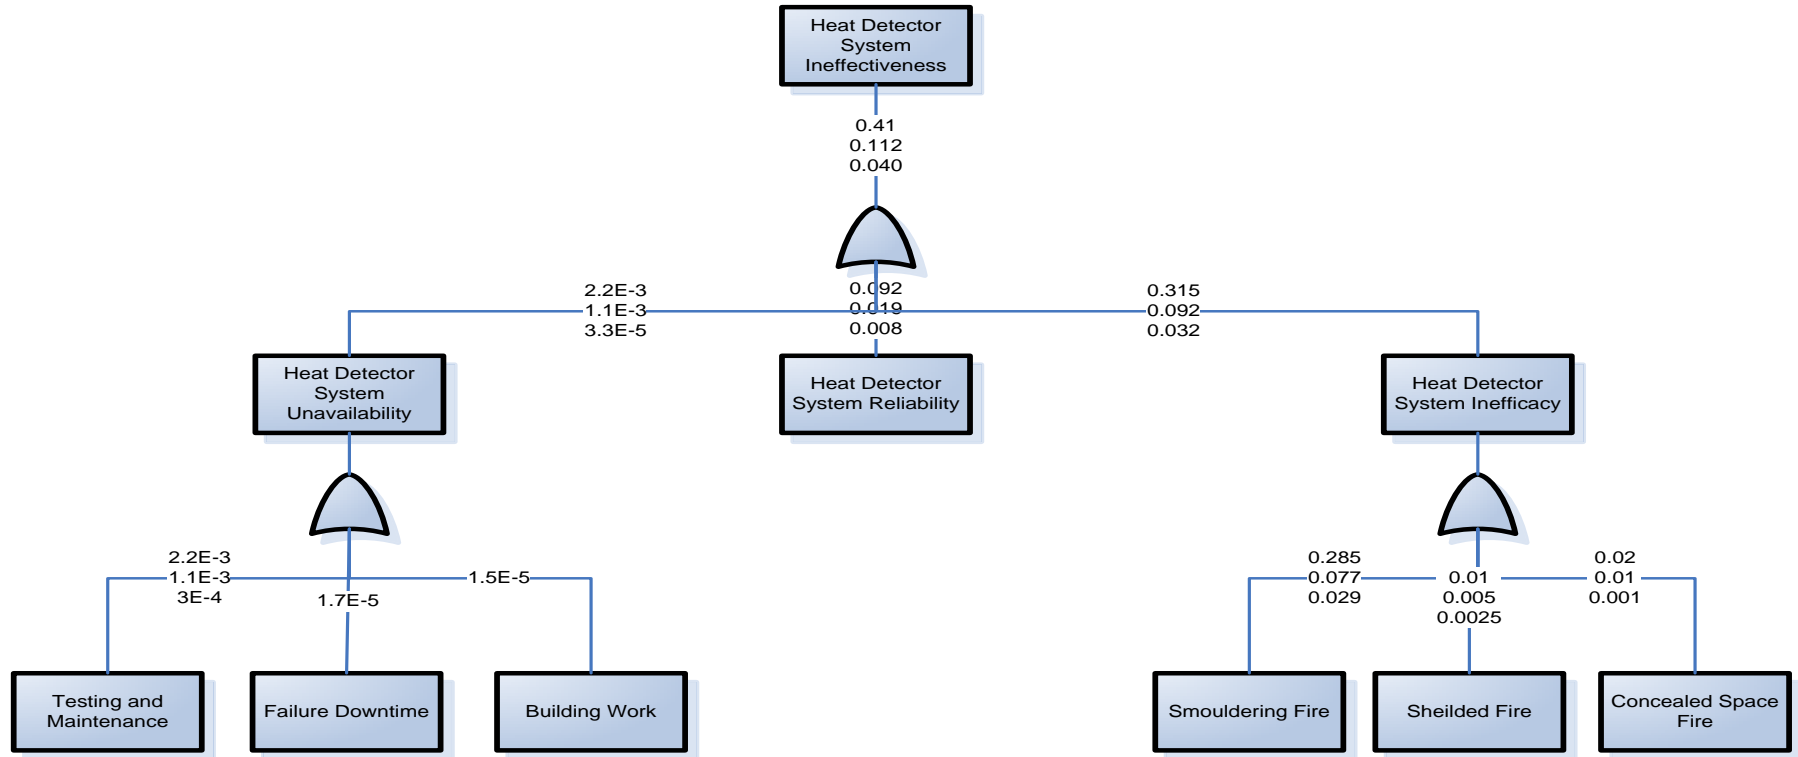 Heat Detector
System
Ineffectiveness
0.41
0.112
0.040
2.2E-3
1.1E-3
3.3E-5
0.092
0.019
0.008
0.315
0.092
0.032
Heat Detector
System
Unavailability
Heat Detector
System Reliability
Heat Detector
System Inefficacy
2.2E-3
1.1E-3
3E-4
1.7E-5
1.5E-5
0.285
0.077
0.029
0.01
0.005
0.0025
0.02
0.01
0.001
Testing and
Maintenance
Failure Downtime
Building Work
Smouldering Fire
Sheilded Fire
Concealed Space
Fire